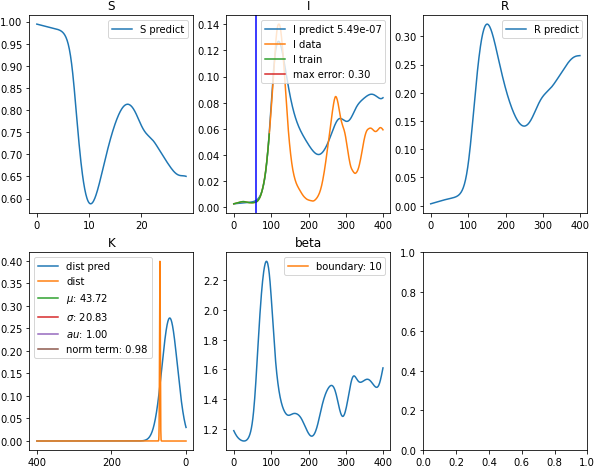 S
I
R
S predict
I predict 5.49e-07
I data
I train
max error: 0.30
R predict
1.00
0.95
0.90
0.85
0.80
0.75
0.70
0.65
0.60
0 10 20
0.14
0.12
0.10
0.08
0.06
0.04
0.02
0.00
0 100 200 300 400
0.30
0.25
0.20
0.15
0.10
0.05
0.00
0 100 200 300 400
K
beta
dist pred
dist
μ: 43.72
σ: 20.83
au: 1.00
norm term: 0.98
boundary: 10
0.40
0.35
0.30
0.25
0.20
0.15
0.10
0.05
0.00
400 200 0
2.2
2.0
1.8
1.6
1.4
1.2
0 100 200 300 400
1.0
0.8
0.6
0.4
0.2
0.0
0.0 0.2 0.4 0.6 0.8 1.0